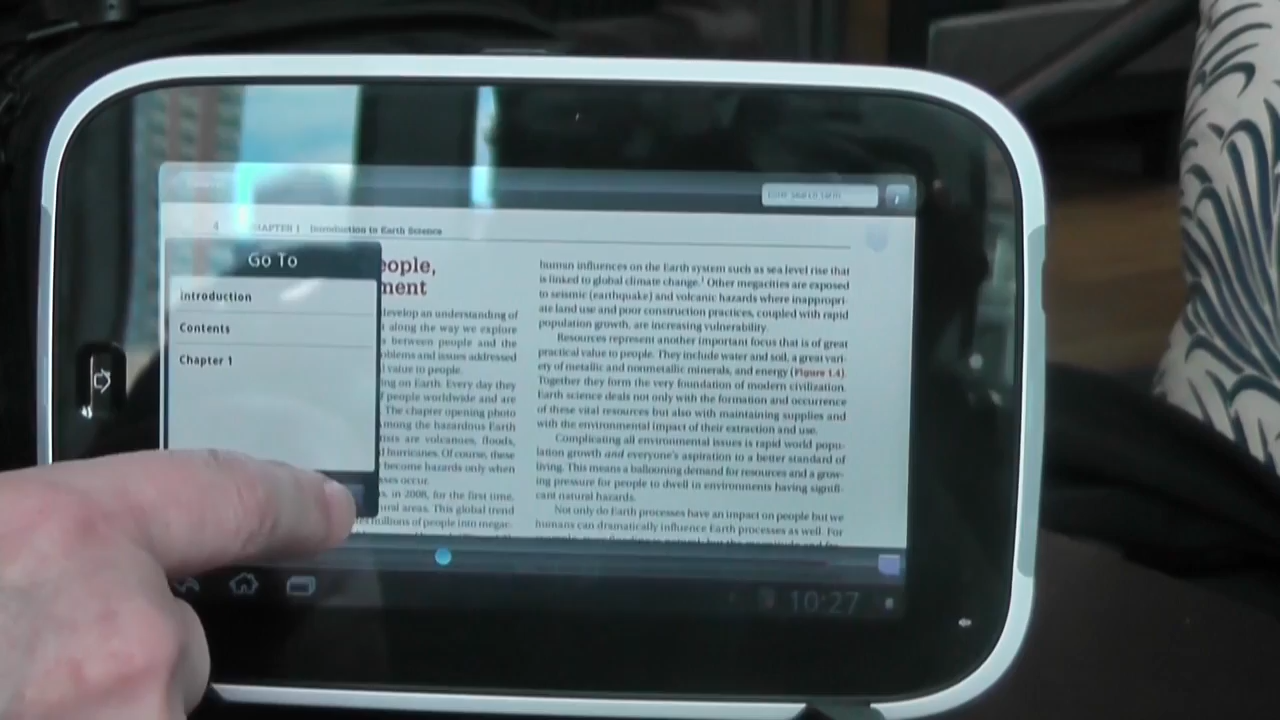 4 CHAPTER 1 Introduction to Earth Science
Go To
Introduction
Contents
Chapter 1
eople,
ment
develop an understanding of
along the way we explore
between people and the
oblems and issues addressed
value to people.
ing on Earth. Every day they
people worldwide and are
The chapter opening photo
mong the hazardous Earth
are volcanoes, floods,
hurricanes. Of course, these
become hazards only when
sses occur.
in 2008, for the first time,
ural areas. This global trend
millions of people into megac-
human influences on the Earth system such as sea level rise that
is linked to global climate change.¹ Other megacities are exposed
to seismic (earthquake) and volcanic hazards where inappropri-
ate land use and poor construction practices, coupled with rapid
population growth, are increasing vulnerability.
Resources represent another important focus that is of great
practical value to people. They include water and soil, a great vari-
ety of metallic and nonmetallic minerals, and energy (Figure 1.4).
Together they form the very foundation of modern civilization.
Earth science deals not only with the formation and occurrence
of these vital resources but also with maintaining supplies and
with the environmental impact of their extraction and use.
Complicating all environmental issues is rapid world popu-
lation growth and everyone's aspiration to a better standard of
living. This means a ballooning demand for resources and a grow-
ing pressure for people to dwell in environments having signifi-
cant natural hazards.
Not only do Earth processes have an impact on people but we
humans can dramatically influence Earth processes as well. For
10:27